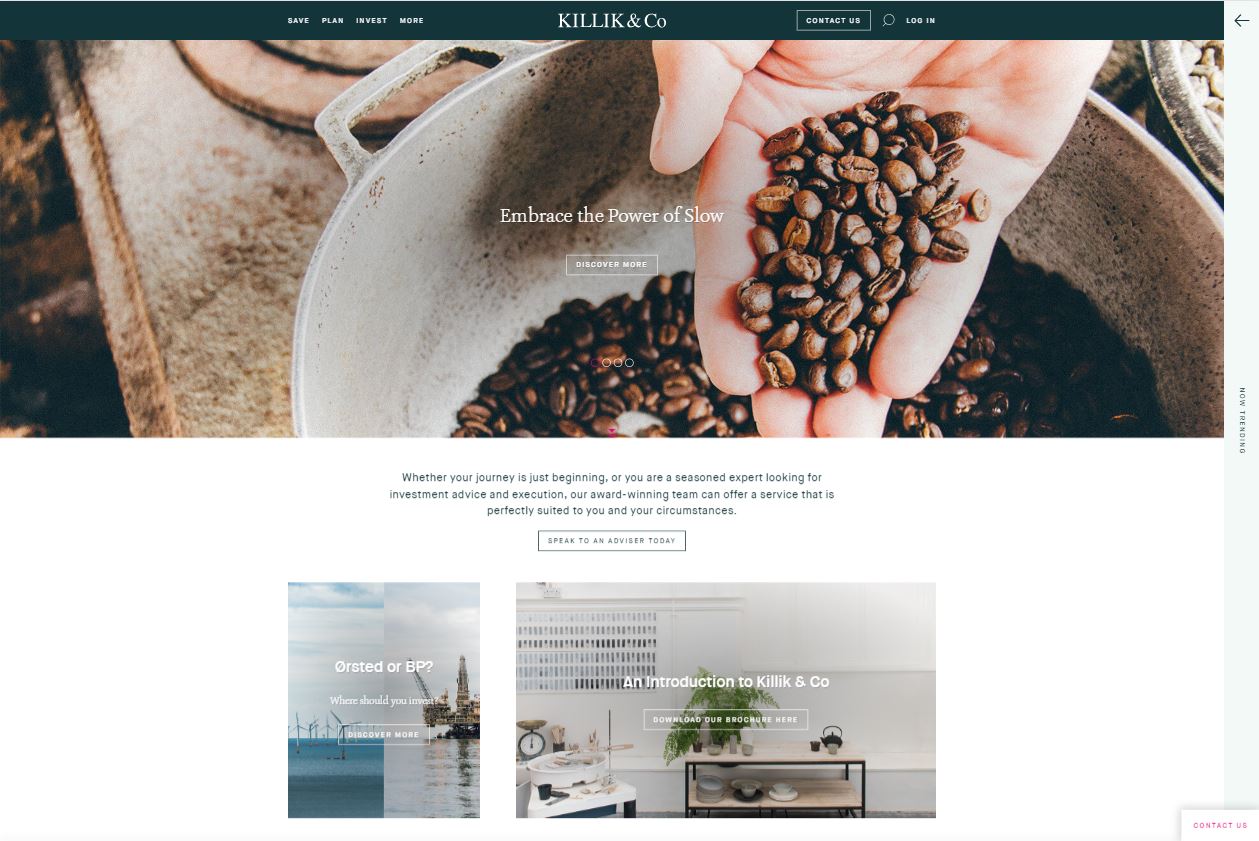 SAVE PLAN INVEST MORE
KILLIK & Co
CONTACT US
LOG IN
Embrace the Power of Slow
DISCOVER MORE
NOW TRENDING
Whether your journey is just beginning, or you are a seasoned expert looking for
investment advice and execution, our award-winning team can offer a service that is
perfectly suited to you and your circumstances.
SPEAK TO AN ADVISER TODAY
Ørsted or BP?
Where should you invest?
DISCOVER MORE
An Introduction to Killik & Co
DOWNLOAD OUR BROCHURE HERE
CONTACT US